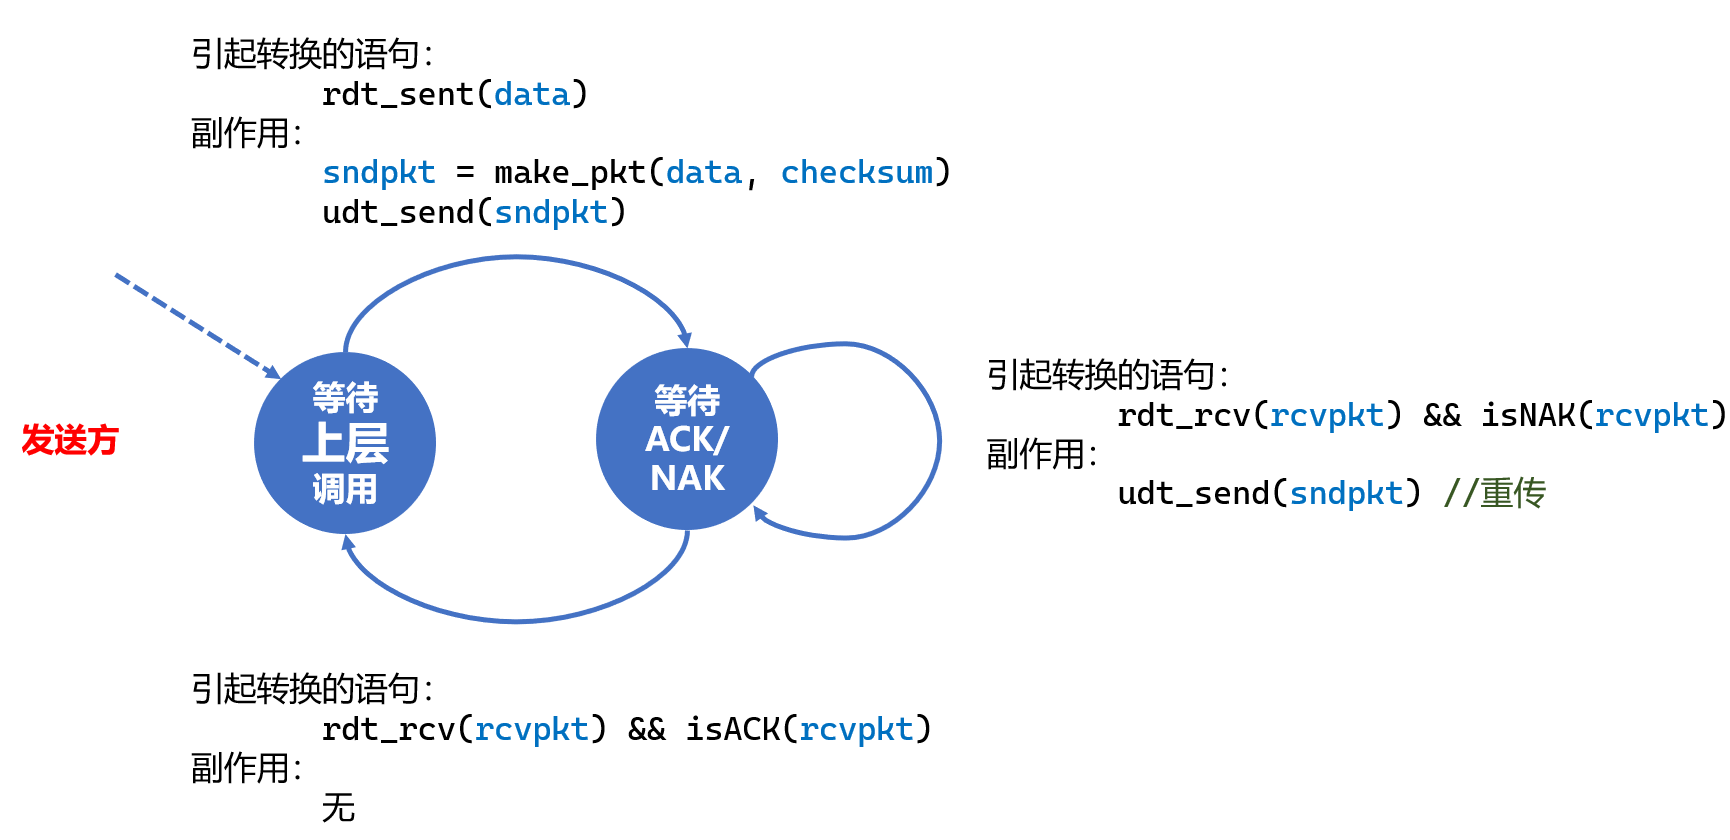 引起转换的语句：
rdt_sent(data)
副作用：
sndpkt = make_pkt(data, checksum)
udt_send(sndpkt)
等待
上层
调用
等待
ACK/
NAK
发送方
引起转换的语句：
rdt_rcv(rcvpkt) && isNAK(rcvpkt)
副作用：
udt_send(sndpkt) //重传
引起转换的语句：
rdt_rcv(rcvpkt) && isACK(rcvpkt)
副作用：
无